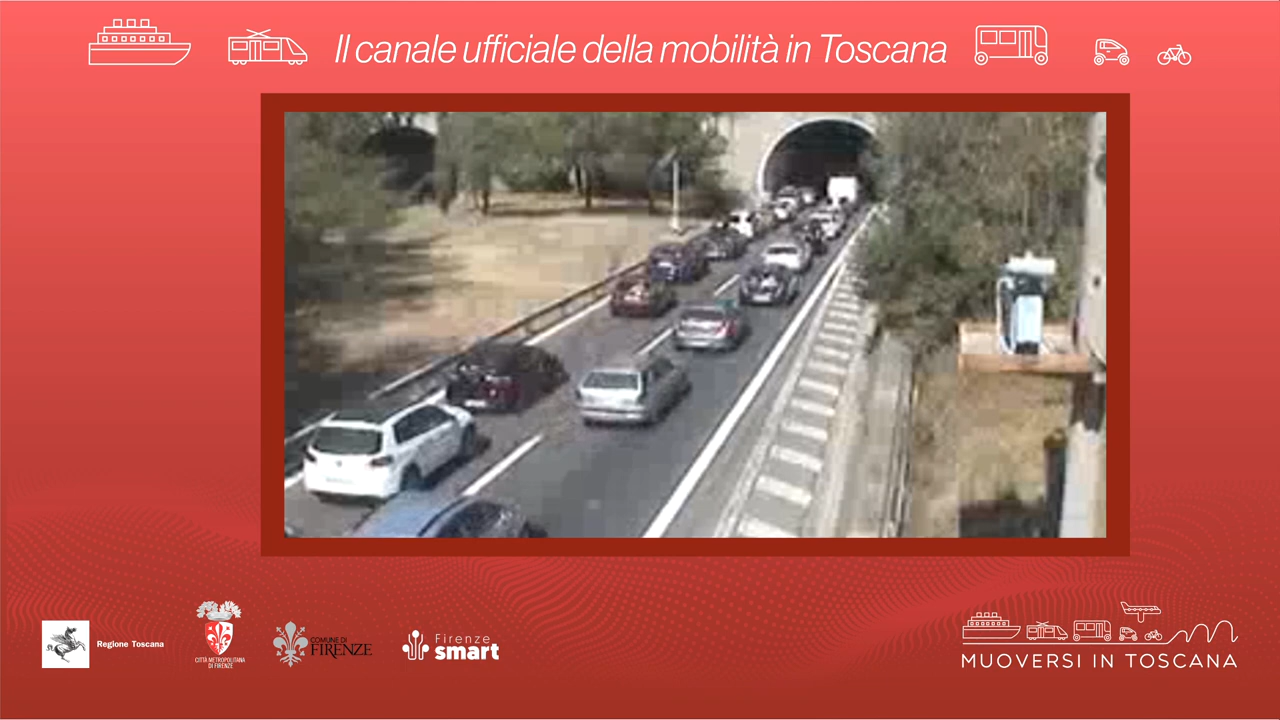 Il canale ufficiale della mobilità in Toscana
Regione Toscana
CITTÀ METROPOLITANA
DI FIRENZE
COMUNE DI
FIRENZE
Firenze
smart
MUOVERSI IN TOSCANA